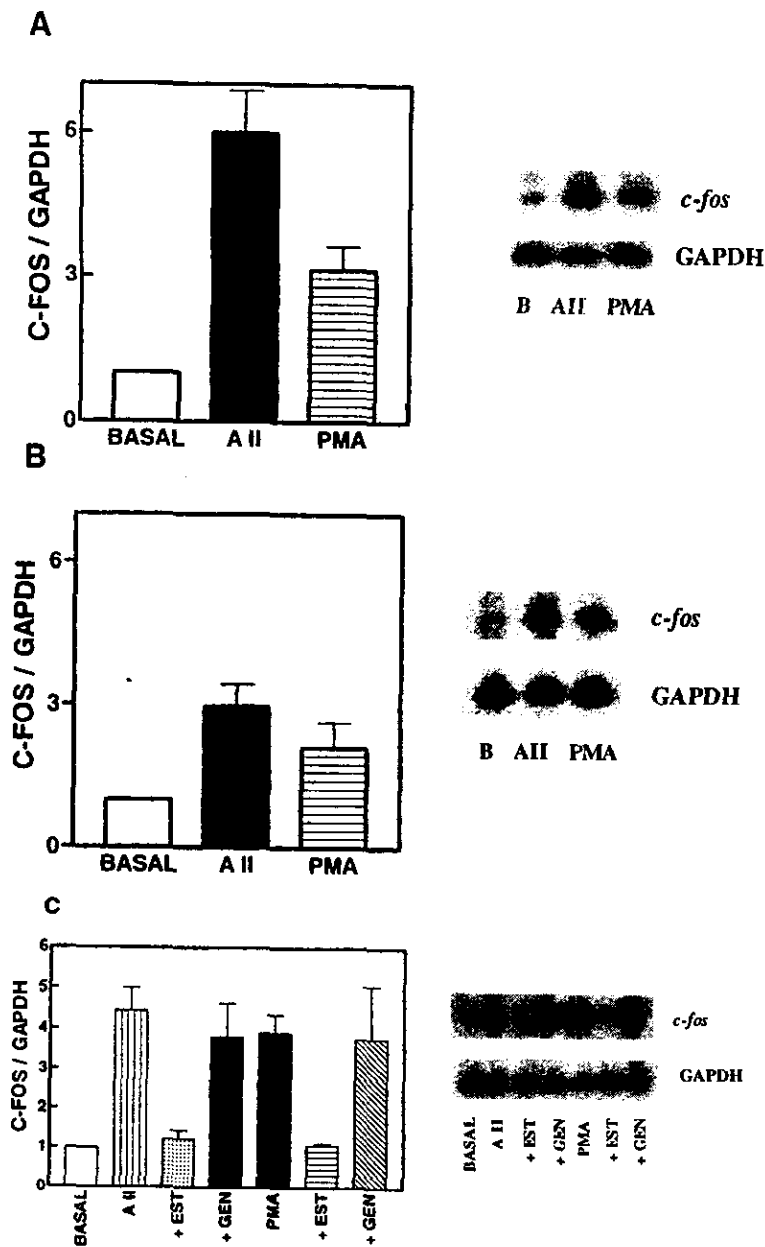 A
C-FOS / GAPDH
6
3
0
BASAL A II PMA
c-fos
GAPDH
B AII PMA
B
C-FOS / GAPDH
6
3
0
BASAL A II PMA
c-fos
GAPDH
B AII PMA
C
C-FOS / GAPDH
6
5
4
3
2
1
0
BASAL
A II
+ EST
+ GEN
PMA
+ EST
+ GEN
c-fos
GAPDH
BASAL
A II
+ EST
+ GEN
PMA
+ EST
+ GEN